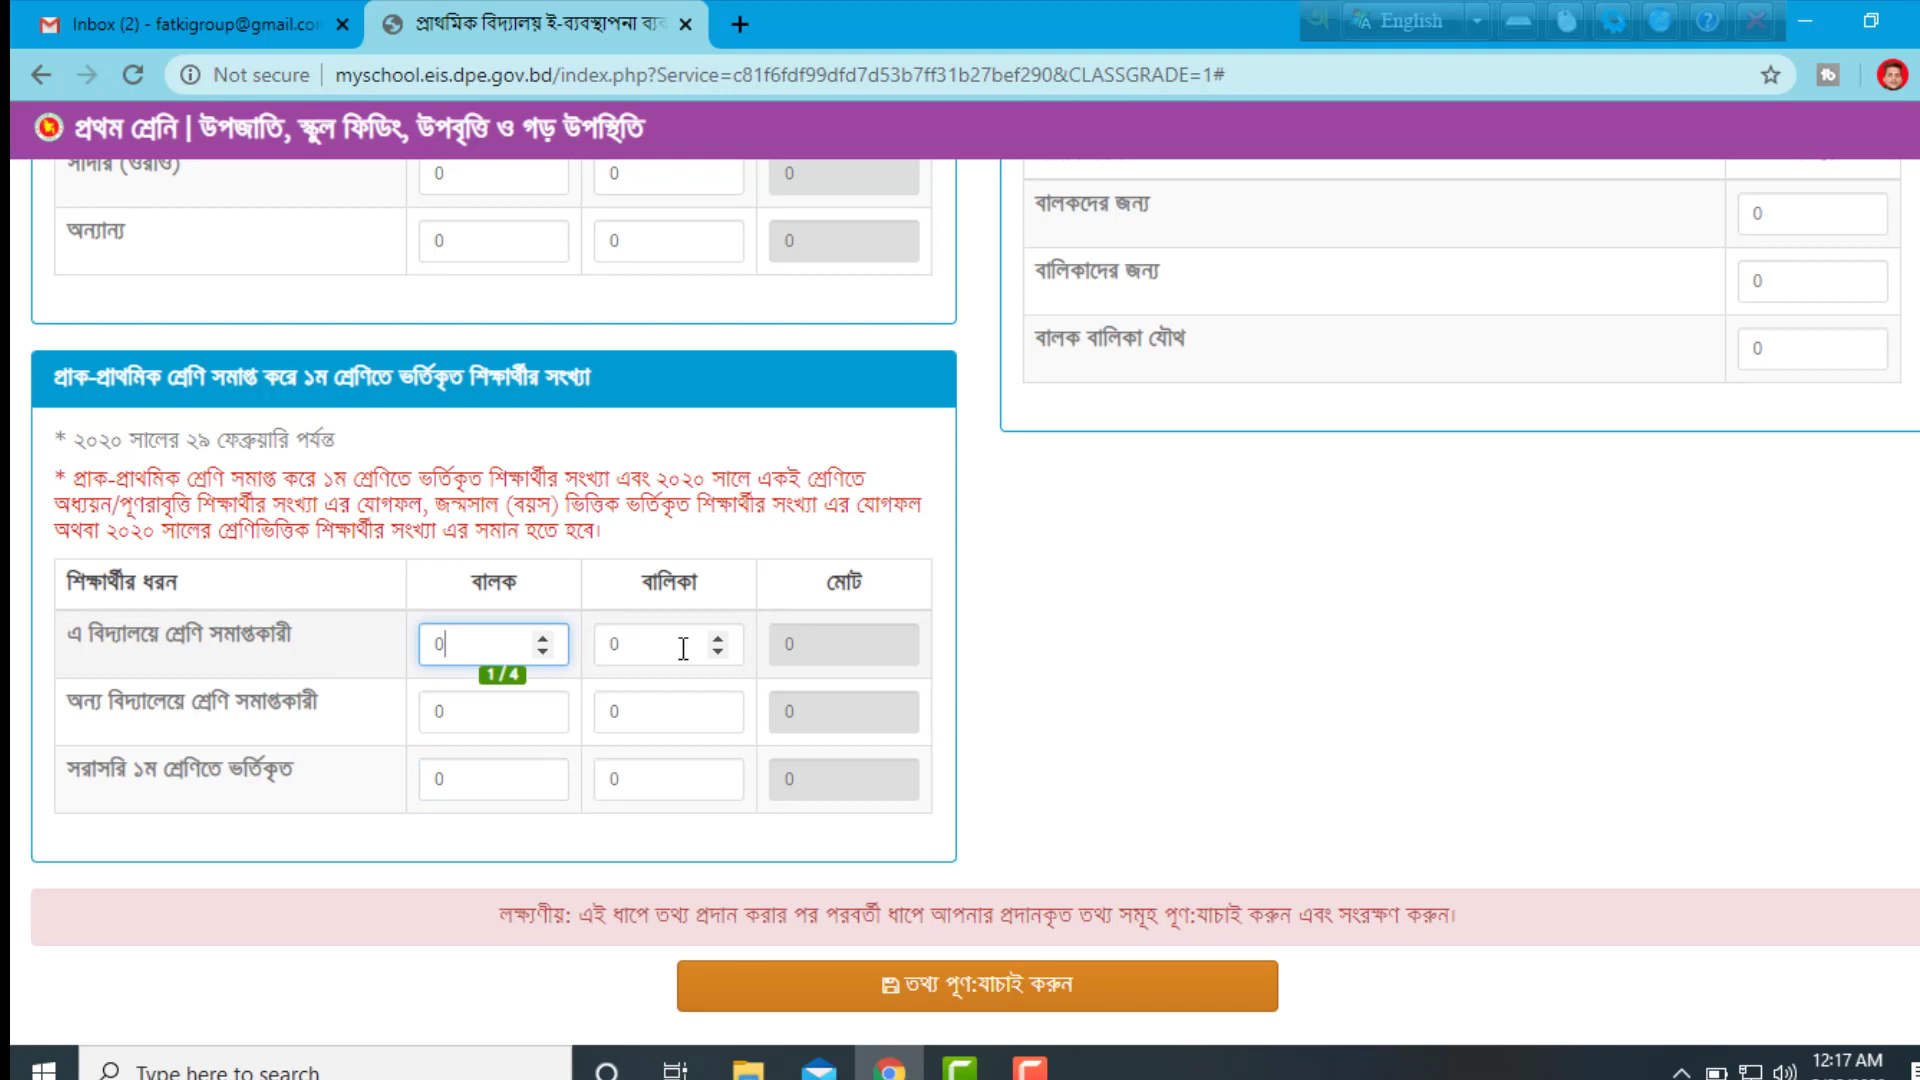 Inbox (2) - fatkigroup@gmail.co
প্রাথমিক বিদ্যালয় ই-ব্যবস্থাপনা ব্যব
English
Not secure
myschool.eis.dpe.gov.bd/index.php?Service=c81f6fdf99dfd7d53b7ff31b27bef290&CLASSGRADE=1#
প্রথম শ্রেনি | উপজাতি, স্কুল ফিডিং, উপবৃত্তি ও গড় উপস্থিতি
0 0 0
অন্যান্য 0 0 0
বালকদের জন্য 0
বালিকাদের জন্য 0
বালক বালিকা যৌথ 0
প্রাক-প্রাথমিক শ্রেণি সমাপ্ত করে ১ম শ্রেণিতে ভর্তিকৃত শিক্ষার্থীর সংখ্যা
* ২০২০ সালের ২৯ ফেব্রুয়ারি পর্যন্ত
* প্রাক-প্রাথমিক শ্রেণি সমাপ্ত করে ১ম শ্রেণিতে ভর্তিকৃত শিক্ষার্থীর সংখ্যা এবং ২০২০ সালে একই শ্রেণিতে
অধ্যয়ন/পূণরাবৃত্তি শিক্ষার্থীর সংখ্যা এর যোগফল, জন্মসাল (বয়স) ভিত্তিক ভর্তিকৃত শিক্ষার্থীর সংখ্যা এর যোগফল
অথবা ২০২০ সালের শ্রেণিভিত্তিক শিক্ষার্থীর সংখ্যা এর সমান হতে হবে।
শিক্ষার্থীর ধরন বালক বালিকা মোট
এ বিদ্যালয়ে শ্রেণি সমাপ্তকারী 0 0 0
1 / 4
অন্য বিদ্যালেয়ে শ্রেণি সমাপ্তকারী 0 0 0
সরাসরি ১ম শ্রেণিতে ভর্তিকৃত 0 0 0
লক্ষ্যণীয়: এই ধাপে তথ্য প্রদান করার পর পরবর্তী ধাপে আপনার প্রদানকৃত তথ্য সমূহ পূণ:যাচাই করুন এবং সংরক্ষণ করুন।
তথ্য পূণ:যাচাই করুন
Type here to search
12:17 AM